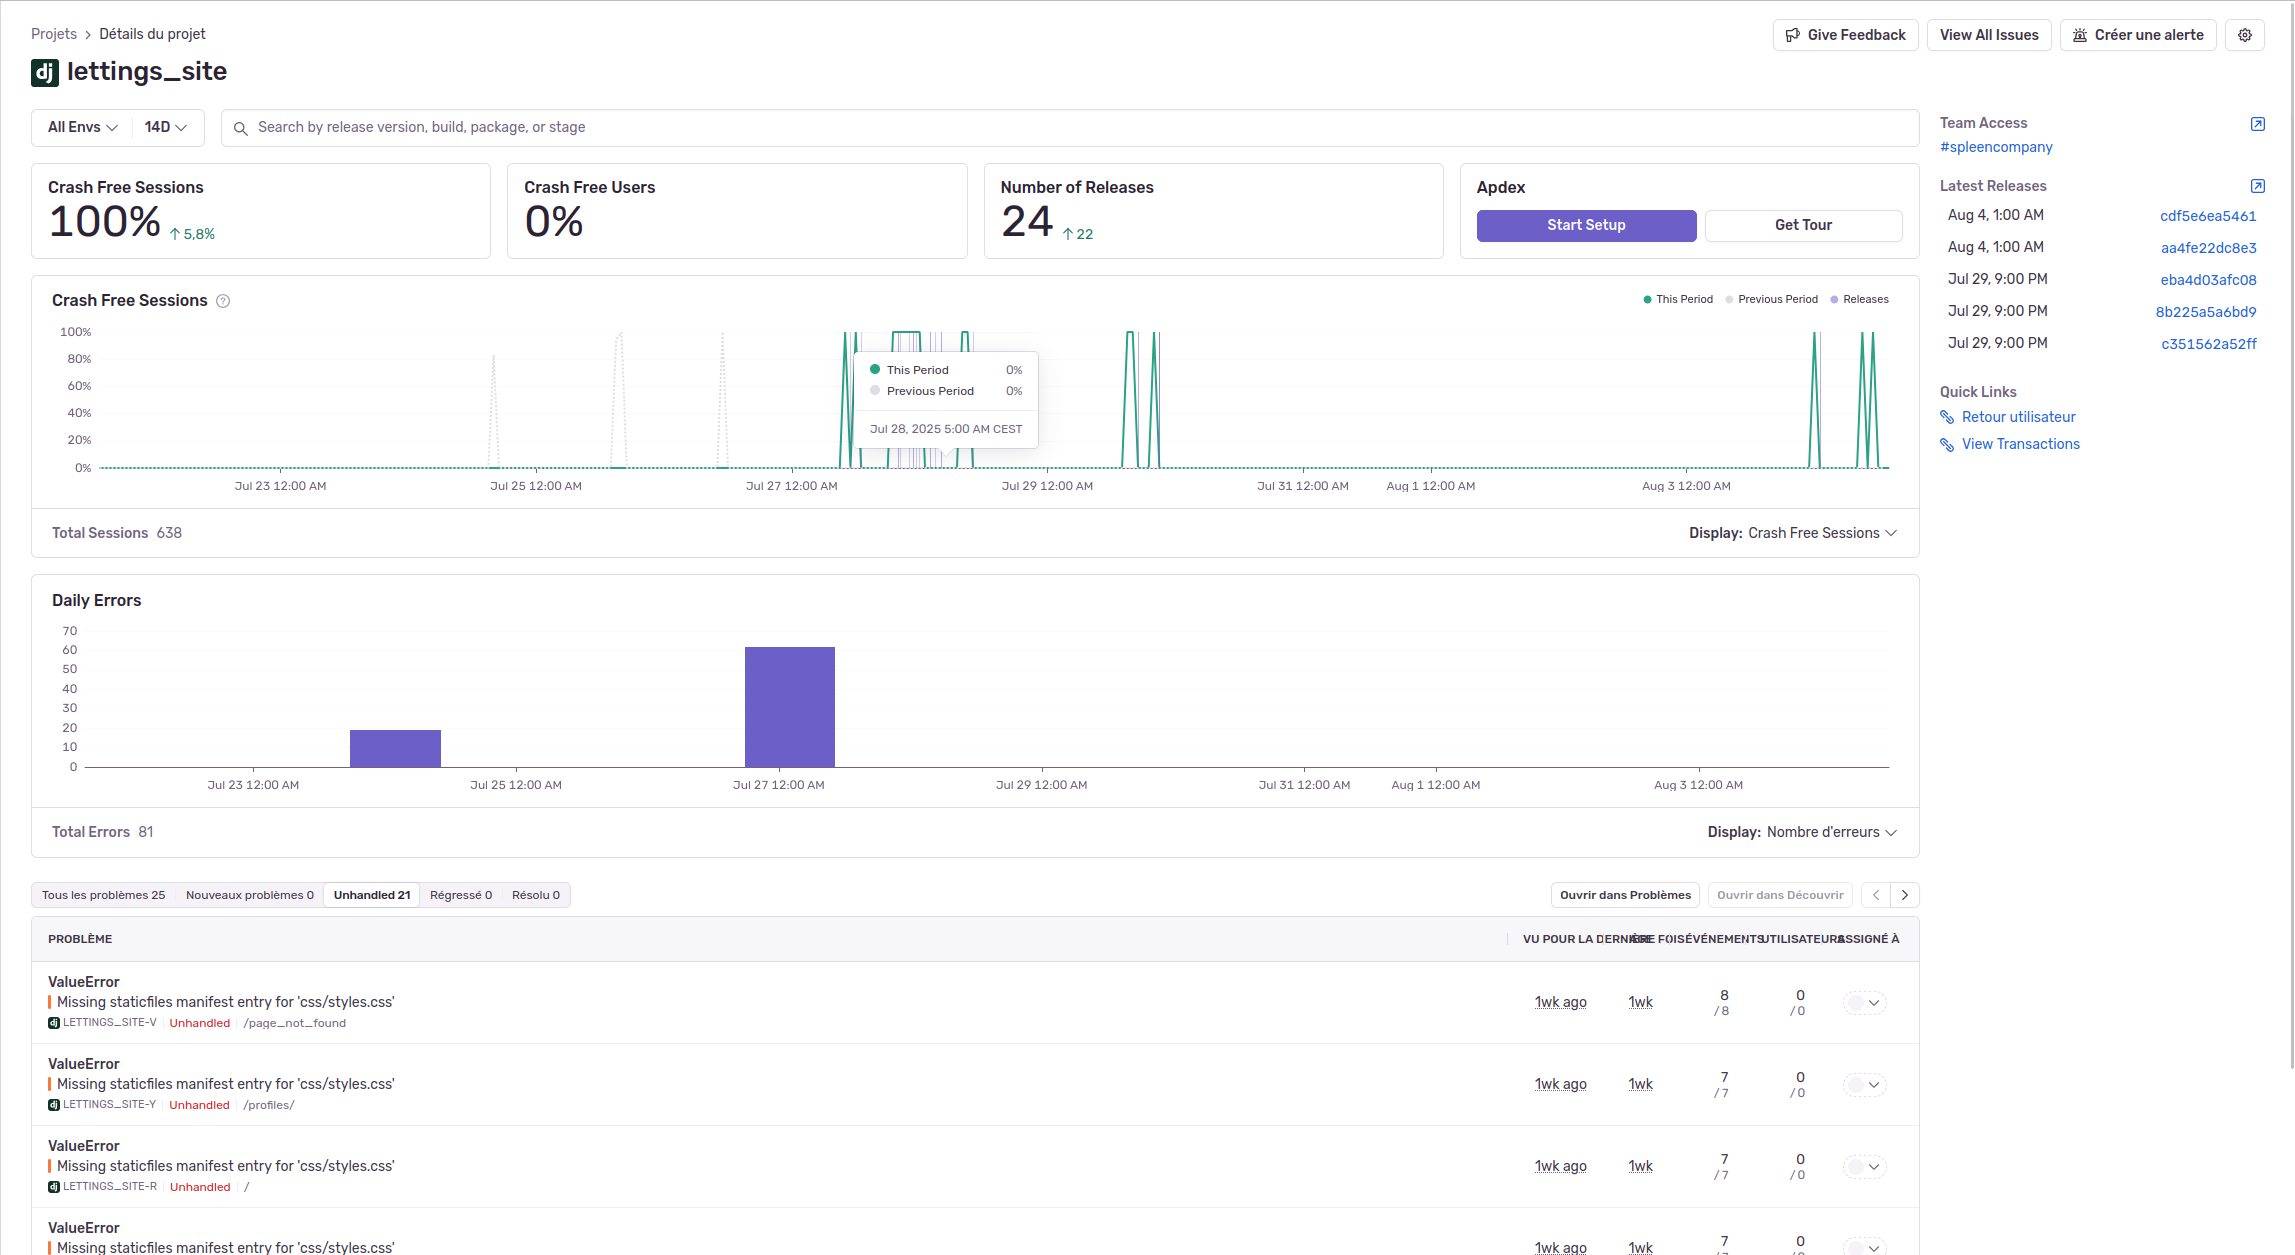 Projets > Détails du projet
Give Feedback
View All Issues
Créer une alerte
dj lettings_site
All Envs
14D
Search by release version, build, package, or stage
Crash Free Sessions
100% ↑ 5,8%
Crash Free Users
0%
Number of Releases
24 ↑ 22
Apdex
Start Setup
Get Tour
Crash Free Sessions ?
This Period
Previous Period
Releases
100%
80%
60%
40%
20%
0%
This Period 0%
Previous Period 0%
Jul 28, 2025 5:00 AM CEST
Jul 23 12:00 AM
Jul 25 12:00 AM
Jul 27 12:00 AM
Jul 29 12:00 AM
Jul 31 12:00 AM
Aug 1 12:00 AM
Aug 3 12:00 AM
Total Sessions 638
Display: Crash Free Sessions
Daily Errors
70
60
50
40
30
20
10
0
Jul 23 12:00 AM
Jul 25 12:00 AM
Jul 27 12:00 AM
Jul 29 12:00 AM
Jul 31 12:00 AM
Aug 1 12:00 AM
Aug 3 12:00 AM
Total Errors 81
Display: Nombre d'erreurs
Tous les problèmes 25
Nouveaux problèmes 0
Unhandled 21
Régressé 0
Résolu 0
Ouvrir dans Problèmes
Ouvrir dans Découvrir
PROBLÈME
VU POUR LA DERNIÈRE FOIS
ÉVÉNEMENTS
UTILISATEURS
ASSIGNÉ À
ValueError
Missing staticfiles manifest entry for 'css/styles.css'
dj LETTINGS_SITE-V Unhandled /page_not_found
1wk ago
1wk
8
/ 8
0
/ 0
ValueError
Missing staticfiles manifest entry for 'css/styles.css'
dj LETTINGS_SITE-Y Unhandled /profiles/
1wk ago
1wk
7
/ 7
0
/ 0
ValueError
Missing staticfiles manifest entry for 'css/styles.css'
dj LETTINGS_SITE-R Unhandled /
1wk ago
1wk
7
/ 7
0
/ 0
ValueError
Missing staticfiles manifest entry for 'css/styles.css'
1wk ago
1wk
7
0
Team Access
#spleencompany
Latest Releases
Aug 4, 1:00 AM cdf5e6ea5461
Aug 4, 1:00 AM aa4fe22dc8e3
Jul 29, 9:00 PM eba4d03afc08
Jul 29, 9:00 PM 8b225a5a6bd9
Jul 29, 9:00 PM c351562a52ff
Quick Links
Retour utilisateur
View Transactions